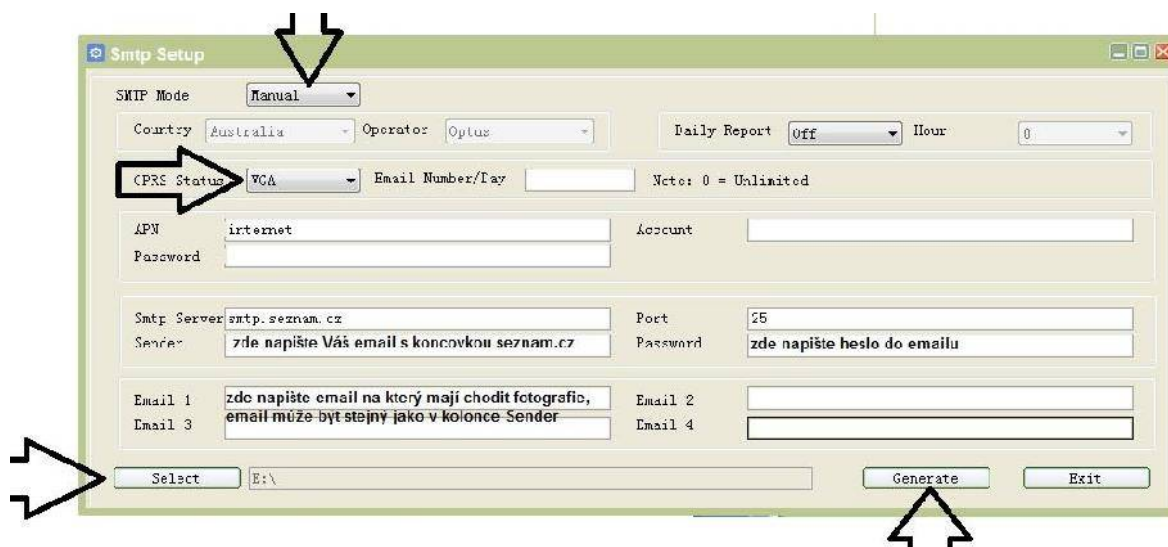 Smtp Setup
SMTP Mode Manual
Country Australia Operator Optus Daily Report Off Hour 0
GPRS Status VGA Email Number/Day Note: 0 = Unlimited
APN internet Account
Password
Smtp Server smtp.seznam.cz Port 25
Sender zde napište Váš email s koncovkou seznam.cz Password zde napište heslo do emailu
Email 1 zde napište email na který mají chodit fotografie, Email 2
Email 3 email může být stejný jako v kolonce Sender Email 4
Select E:\ Generate Exit